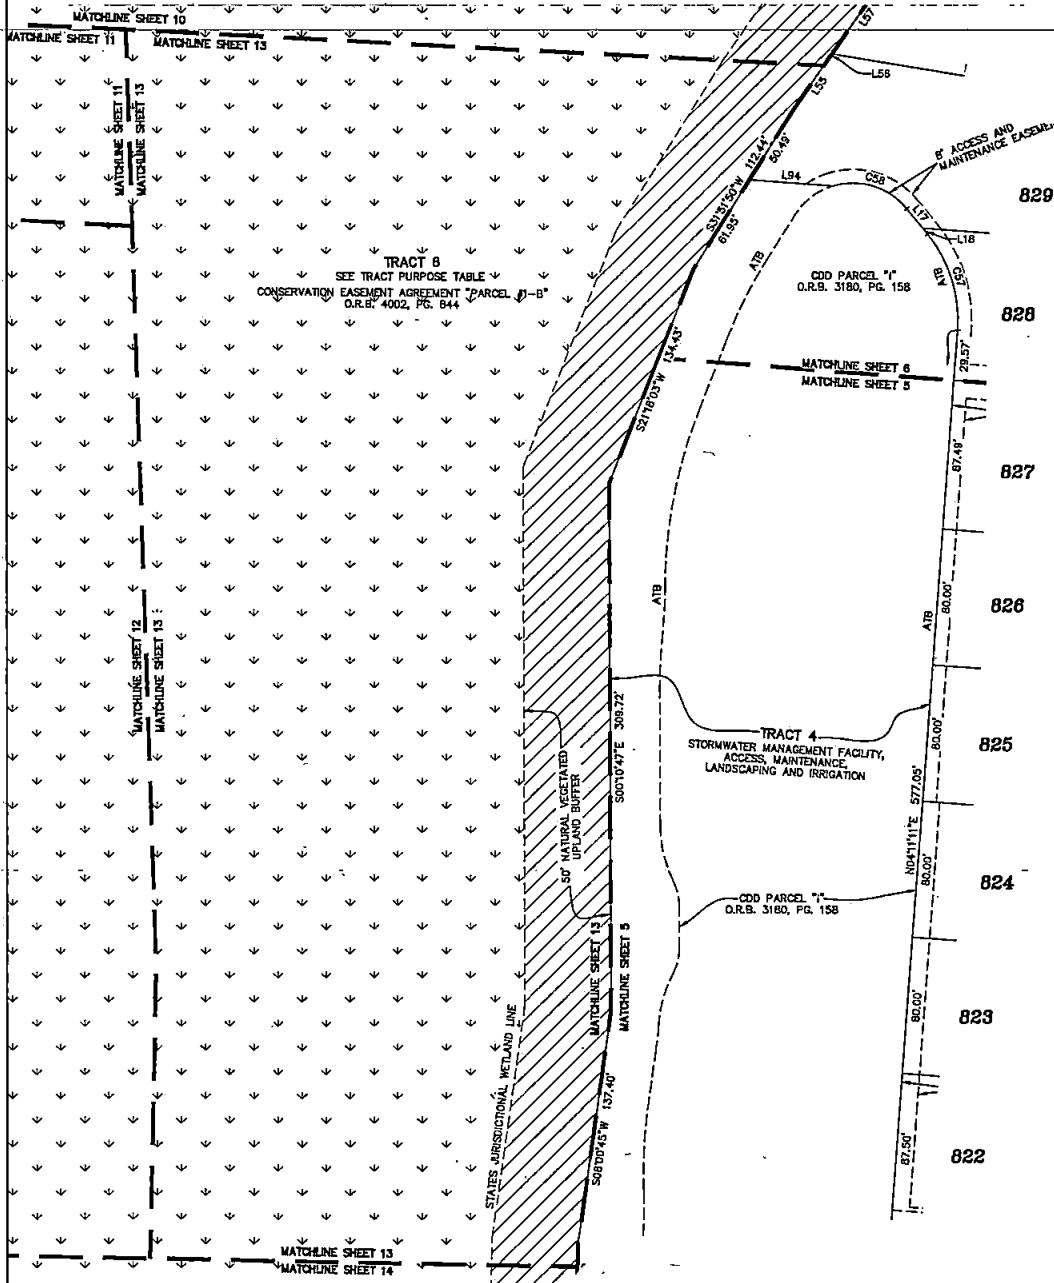 MATCHLINE SHEET 10
MATCHLINE SHEET 11
MATCHLINE SHEET 13
L57
L58
L55
MATCHLINE SHEET 11
MATCHLINE SHEET 13
8' ACCESS AND
MAINTENANCE
112.44'
50.49'
S31°51'50"W
61.95'
L94
C58
L17
L18
C57
829
TRACT 6
SEE TRACT PURPOSE TABLE
CONSERVATION EASEMENT AGREEMENT "PARCEL #1-B"
O.R.B. 4002, PG. 844
ATB
ATB
CDD PARCEL "I"
O.R.B. 3180, PG. 158
828
134.43'
S21°18'03"W
MATCHLINE SHEET 6
MATCHLINE SHEET 5
29.57'
87.49'
827
ATB
ATB
80.00'
826
MATCHLINE SHEET 12
MATCHLINE SHEET 13
309.72'
S00°10'47"E
TRACT 4
STORMWATER MANAGEMENT FACILITY,
ACCESS, MAINTENANCE,
LANDSCAPING AND IRRIGATION
80.00'
825
50' NATURAL VEGETATED
UPLAND BUFFER
577.05'
N04°11'11"E
80.00'
824
CDD PARCEL "I"
O.R.B. 3180, PG. 158
MATCHLINE SHEET 13
MATCHLINE SHEET 5
80.00'
823
STATES JURISDICTIONAL WETLAND LINE
137.40'
S08°00'45"W
87.50'
822
MATCHLINE SHEET 13
MATCHLINE SHEET 14